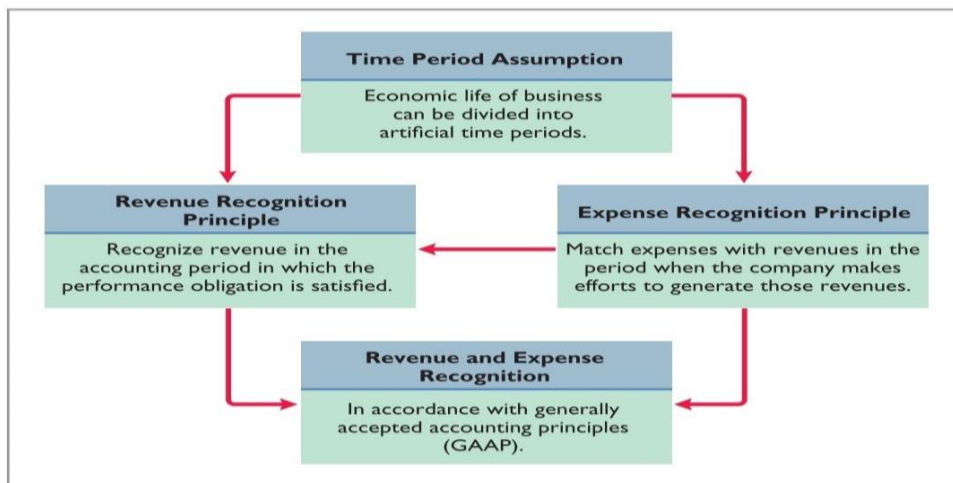 Time Period Assumption
Economic life of business
can be divided into
artificial time periods.
Revenue Recognition
Principle
Recognize revenue in the
accounting period in which the
performance obligation is satisfied.
Expense Recognition Principle
Match expenses with revenues in the
period when the company makes
efforts to generate those revenues.
Revenue and Expense
Recognition
In accordance with generally
accepted accounting principles
(GAAP).